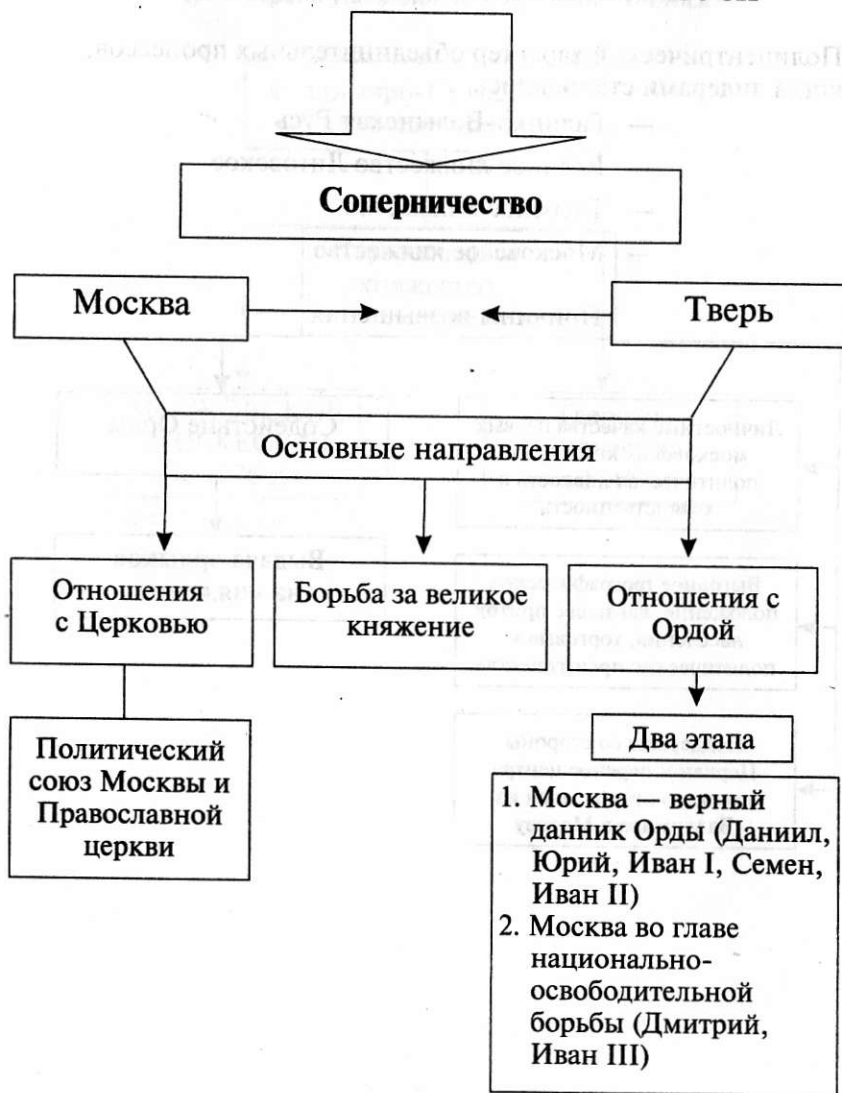 Соперничество
Москва
Тверь
Основные направления
Отношения
с Церковью
Борьба за великое
княжение
Отношения с
Ордой
Политический
союз Москвы и
Православной
церкви
Два этапа
1. Москва — верный
данник Орды (Даниил,
Юрий, Иван I, Семен,
Иван II)
2. Москва во главе
национально-
освободительной
борьбы (Дмитрий,
Иван III)